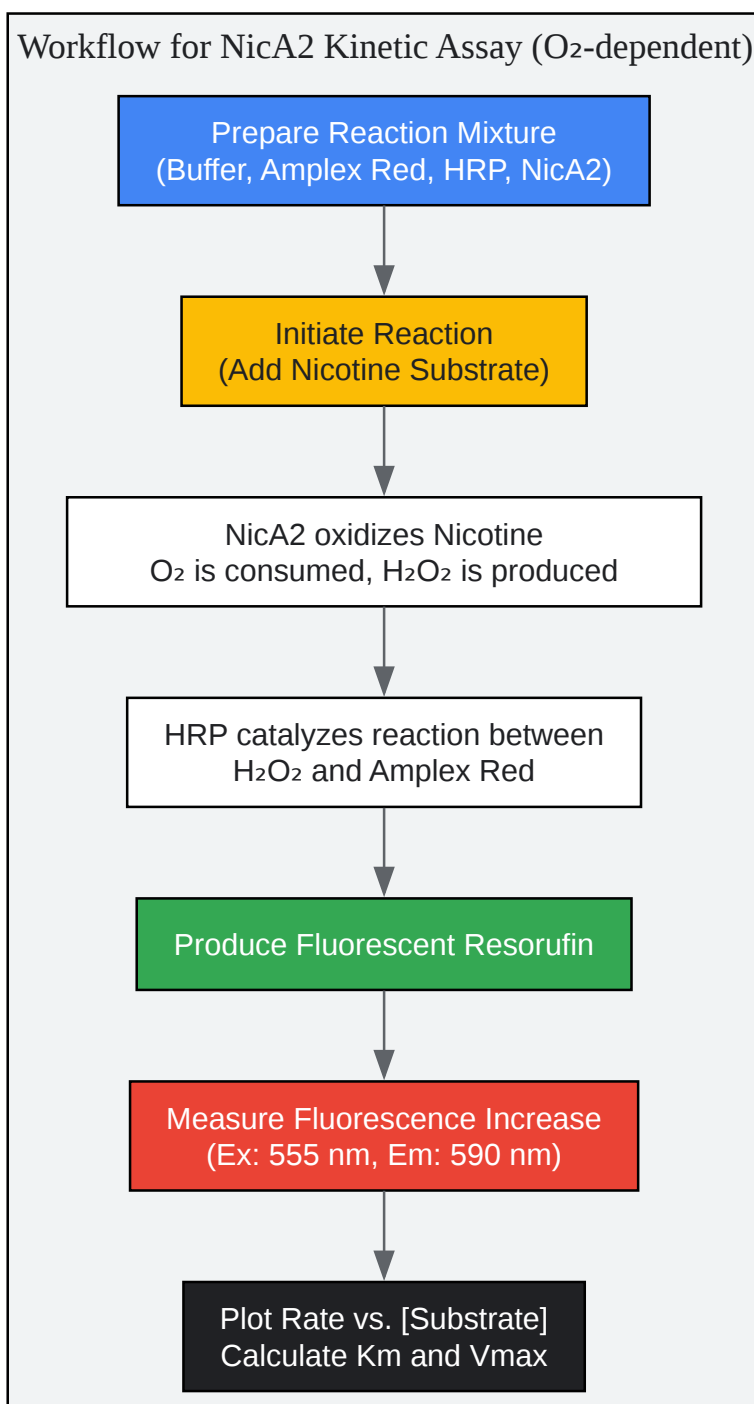 Workflow for NicA2 Kinetic Assay (O₂-dependent)
Prepare Reaction Mixture
(Buffer, Amplex Red, HRP, NicA2)
Initiate Reaction
(Add Nicotine Substrate)
NicA2 oxidizes Nicotine
O₂ is consumed, H₂O₂ is produced
HRP catalyzes reaction between
H₂O₂ and Amplex Red
Produce Fluorescent Resorufin
Measure Fluorescence Increase
(Ex: 555 nm, Em: 590 nm)
Plot Rate vs. [Substrate]
Calculate Km and Vmax